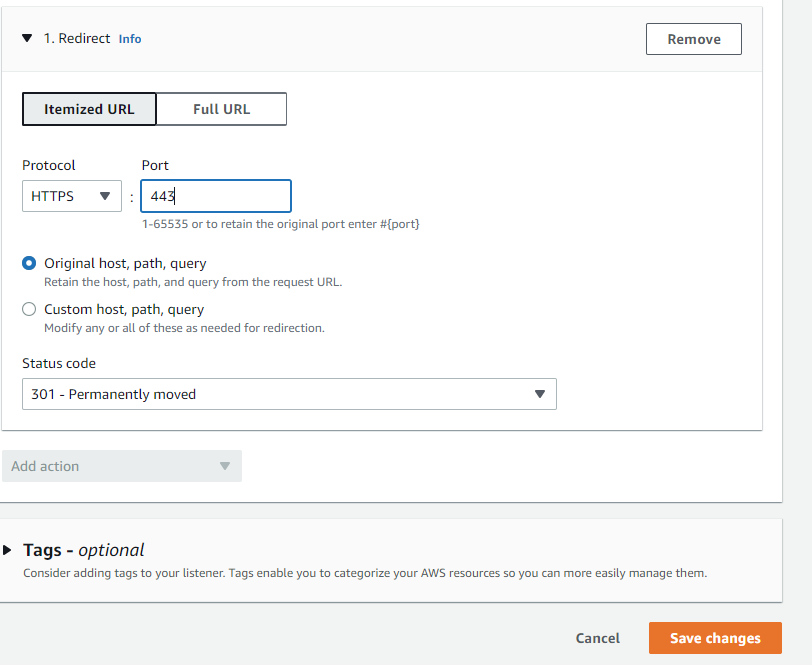 1. Redirect Info
Remove
Itemized URL
Full URL
Protocol
Port
HTTPS
:
443
1-65535 or to retain the original port enter #{port}
Original host, path, query
Retain the host, path, and query from the request URL.
Custom host, path, query
Modify any or all of these as needed for redirection.
Status code
301 - Permanently moved
Add action
Tags - optional
Consider adding tags to your listener. Tags enable you to categorize your AWS resources so you can more easily manage them.
Cancel
Save changes